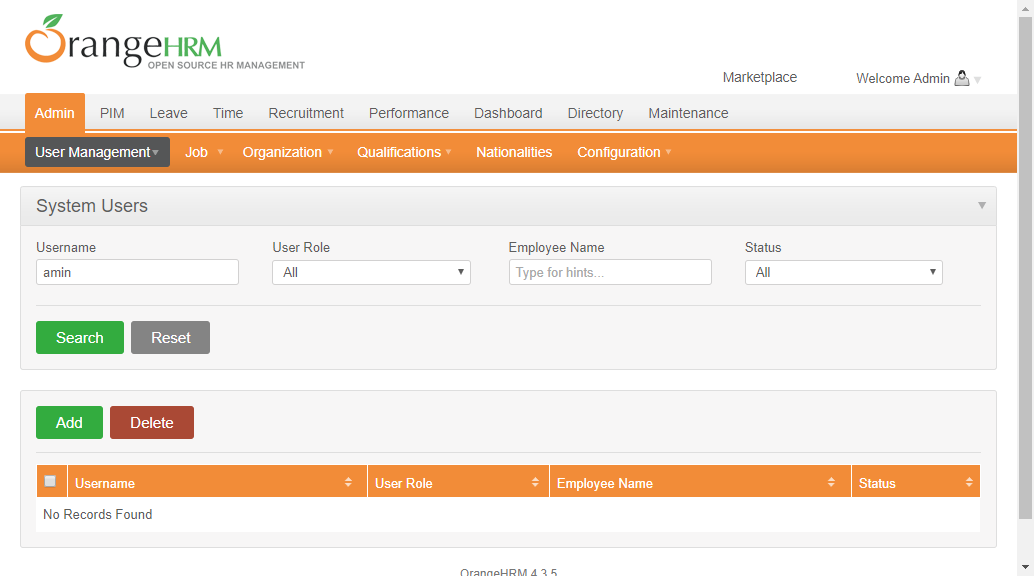 OrangeHRM
OPEN SOURCE HR MANAGEMENT
Marketplace Welcome Admin
Admin PIM Leave Time Recruitment Performance Dashboard Directory Maintenance
User Management Job Organization Qualifications Nationalities Configuration
System Users
Username User Role Employee Name Status
amin All Type for hints... All
Search Reset
Add Delete
Username User Role Employee Name Status
No Records Found
OrangeHRM 4.3.5